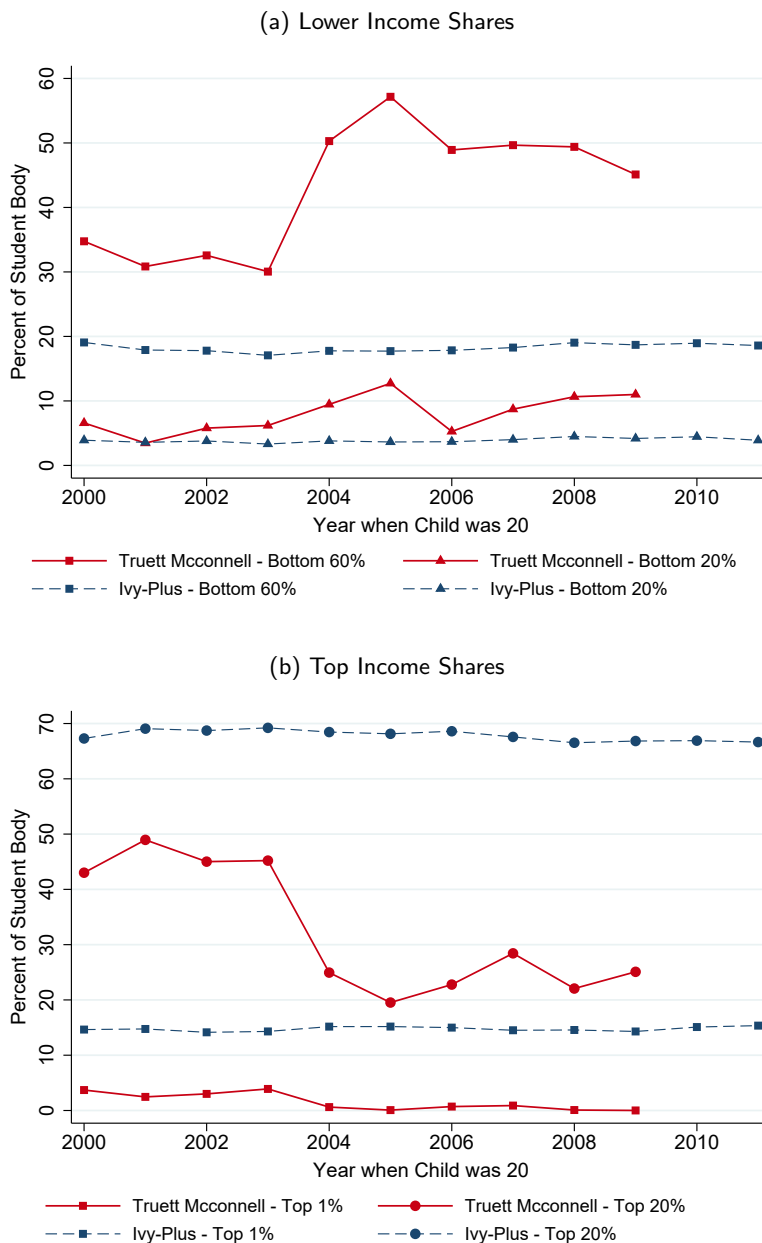 (a) Lower Income Shares
Percent of Student Body
60
50
40
30
20
10
0
2000 2002 2004 2006 2008 2010
Year when Child was 20
Truett Mcconnell - Bottom 60% Truett Mcconnell - Bottom 20%
Ivy-Plus - Bottom 60% Ivy-Plus - Bottom 20%
(b) Top Income Shares
Percent of Student Body
70
60
50
40
30
20
10
0
2000 2002 2004 2006 2008 2010
Year when Child was 20
Truett Mcconnell - Top 1% Truett Mcconnell - Top 20%
Ivy-Plus - Top 1% Ivy-Plus - Top 20%